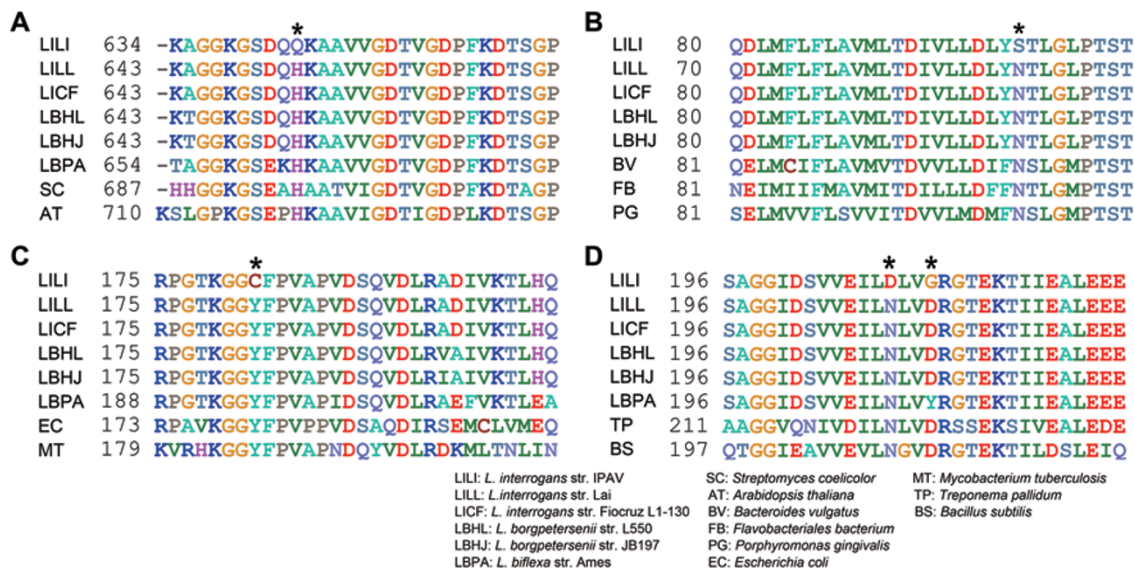 A
*
LILI 634 -KAGGKGSDQQKAAVVGDTVGDPFKDTSGP
LILL 643 -KAGGKGSDQHKAAVVGDTVGDPFKDTSGP
LICF 643 -KAGGKGSDQHKAAVVGDTVGDPFKDTSGP
LBHL 643 -KTGGKGSDQHKAAVVGDTVGDPFKDTSGP
LBHJ 643 -KTGGKGSDQHKAAVVGDTVGDPFKDTSGP
LBPA 654 -TAGGKGSEKHKAAVVGDTVGDPFKDTSGP
SC 687 -HHGGKGSEAHAATVIGDTVGDPFKDTAGP
AT 710 KSLGPKGSEPHKAAVIGDTIGDPLKDTSGP
B
*
LILI 80 QDLMFLFLAVMLTDIVLLDLYSTLGLPTST
LILL 70 QDLMFLFLAVMLTDIVLLDLYNTLGLPTST
LICF 80 QDLMFLFLAVMLTDIVLLDLYNTLGLPTST
LBHL 80 QDLMFLFLAVMLTDIVLLDLYNTLGLPTST
LBHJ 80 QDLMFLFLAVMLTDIVLLDLYNTLGLPTST
BV 81 QELMCIFLAVMVTDVVLLDIFNSLGMPTST
FB 81 NEIMIIFMAVMITDILLLDFFNTLGLPTST
PG 81 SELMVVFLSVVITDVVLMDMFNSLGMPTST
C
*
LILI 175 RPGTKGGCFPVAPVDSQVDLRADIVKTLHQ
LILL 175 RPGTKGGYFPVAPVDSQVDLRADIVKTLHQ
LICF 175 RPGTKGGYFPVAPVDSQVDLRADIVKTLHQ
LBHL 175 RPGTKGGYFPVAPVDSQVDLRVAIVKTLHQ
LBHJ 175 RPGTKGGYFPVAPVDSQVDLRIAIVKTLHQ
LBPA 188 RPGTKGGYFPVAPIDSQVDLRAEFVKTLEA
EC 173 RPAVKGGYFPVPPVDSAQDIRSEMCLVMEQ
MT 179 KVRHKGGYFPVAPNDQYVDLRDKMLTNLIN
D
* *
LILI 196 SAGGIDSVVEILDLVGRGTEKTIIEALEEE
LILL 196 SAGGIDSVVEILNLVDRGTEKTIIEALEEE
LICF 196 SAGGIDSVVEILNLVDRGTEKTIIEALEEE
LBHL 196 SAGGIDSVVEILNLVDRGTEKTIIEALEEE
LBHJ 196 SAGGIDSVVEILNLVDRGTEKTIIEALEEE
LBPA 196 SAGGIDSVVEILNLVYRGTEKTIIEALEEE
TP 211 AAGGVQNIVDILNLVDRSSEKSIVEALEDE
BS 197 QTGGIEAVVEVLNGVDRGTEKTILDSLEIQ
LILI: L. interrogans str. IPAV
LILL: L.interrogans str. Lai
LICF: L. interrogans str. Fiocruz L1-130
LBHL: L. borgpetersenii str. L550
LBHJ: L. borgpetersenii str. JB197
LBPA: L. biflexa str. Ames
SC: Streptomyces coelicolor
AT: Arabidopsis thaliana
BV: Bacteroides vulgatus
FB: Flavobacteriales bacterium
PG: Porphyromonas gingivalis
EC: Escherichia coli
MT: Mycobacterium tuberculosis
TP: Treponema pallidum
BS: Bacillus subtilis